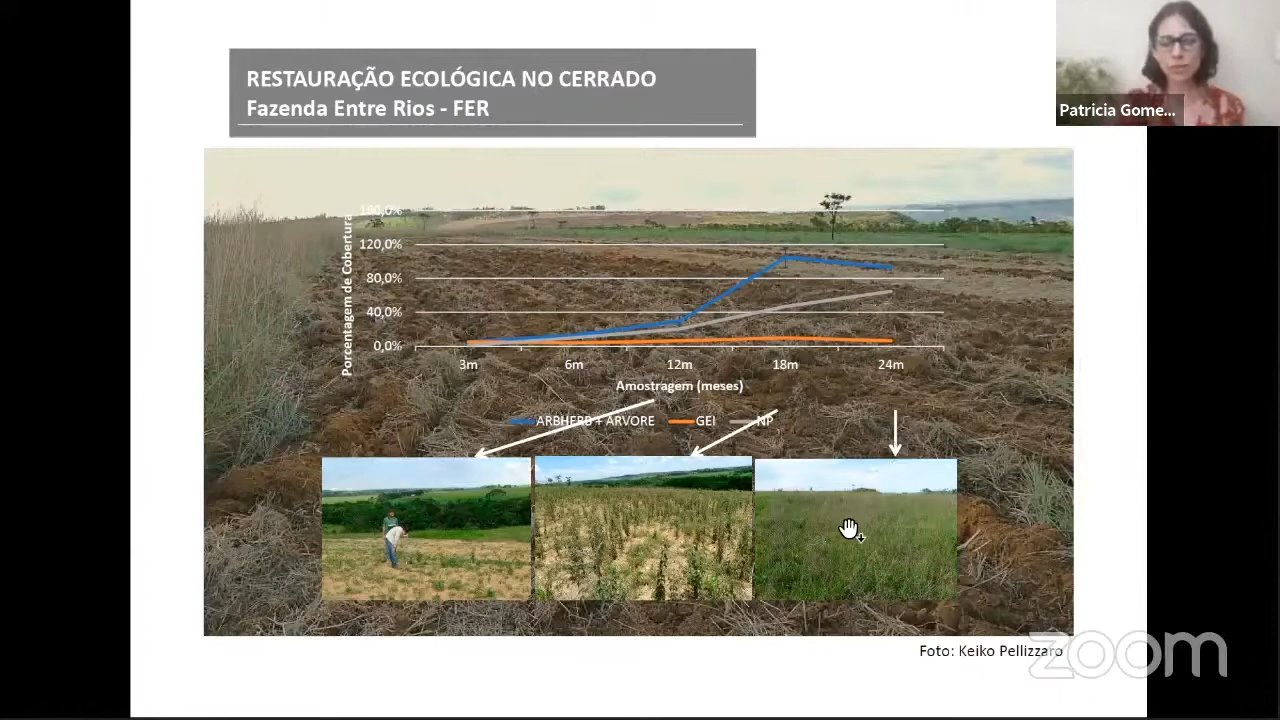 RESTAURAÇÃO ECOLÓGICA NO CERRADO
Fazenda Entre Rios - FER
Patricia Gome...
Porcentagem de Cobertura
160,0%
120,0%
80,0%
40,0%
0,0%
3m 6m 12m 18m 24m
Amostragem (meses)
ARBHERB + ARVORE GEI NP
Foto: Keiko Pellizzaro
zoom